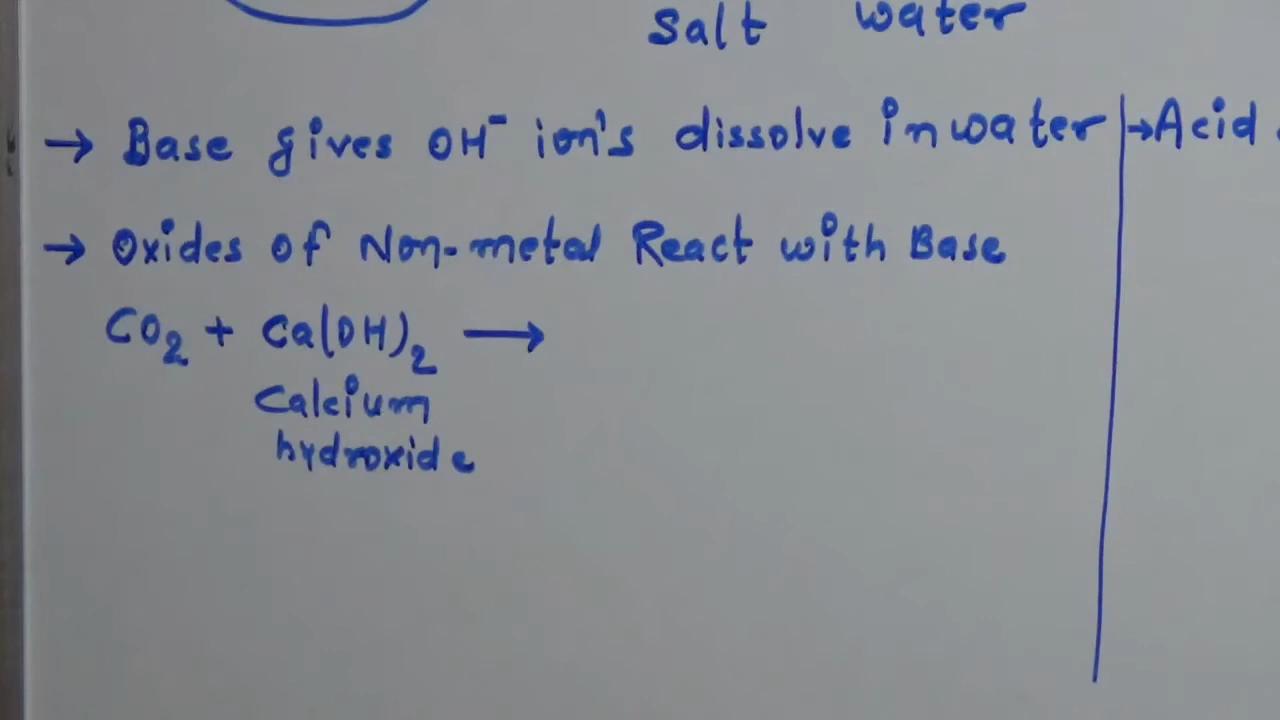 Salt water
→ Base gives OH⁻ ion's dissolve in water
→ Oxides of Non-metal React with Base
CO₂ + Ca(OH)₂ →
Calcium
hydroxide
→ Acid